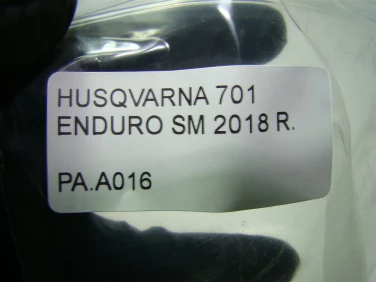 HUSQVARNA 701
ENDURO SM 2018 R.
PA.A016